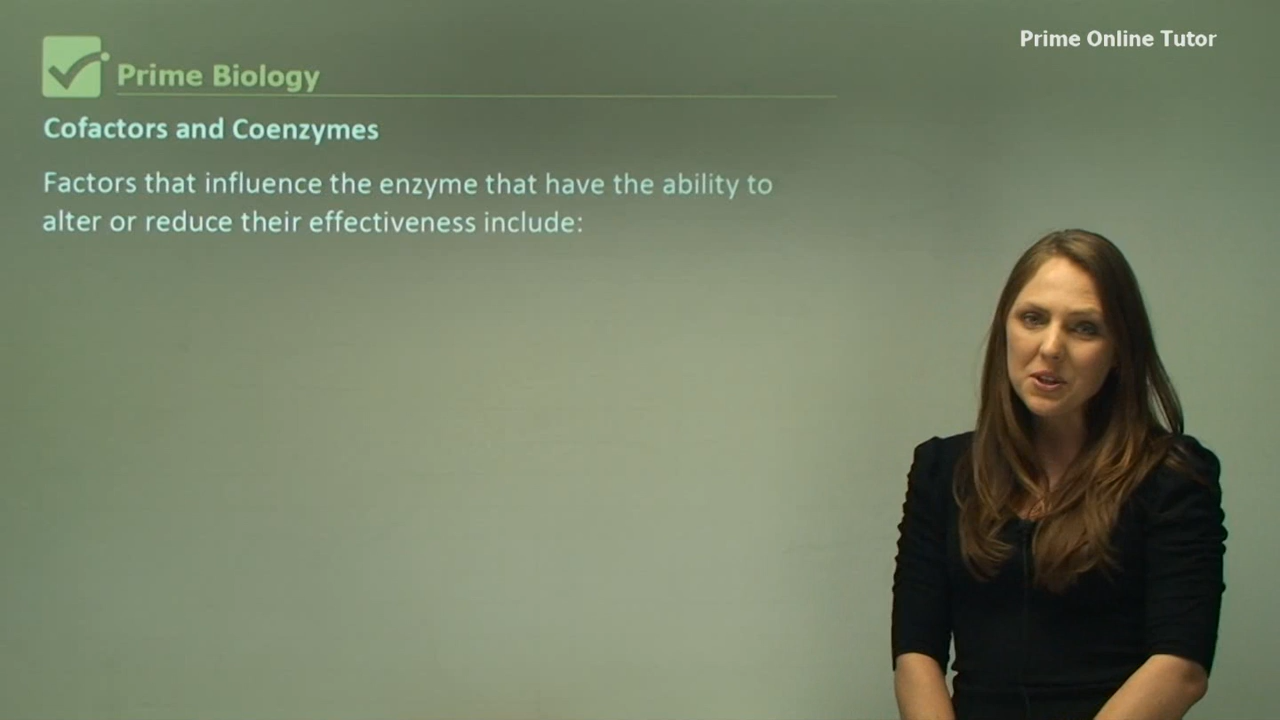 Prime Online Tutor
Prime Biology
Cofactors and Coenzymes
Factors that influence the enzyme that have the ability to
alter or reduce their effectiveness include: